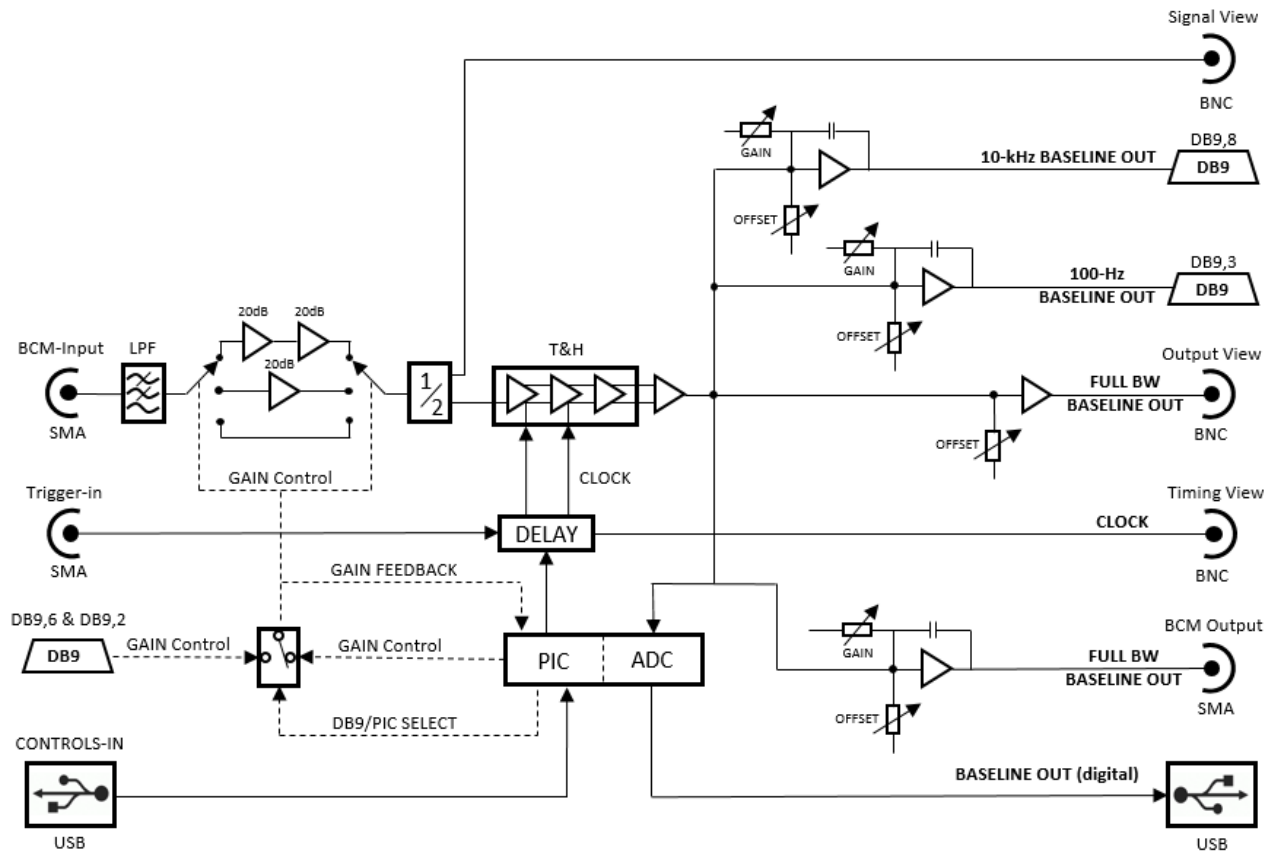 Signal View
BNC
DB9,8
DB9
10-kHz BASELINE OUT
GAIN
OFFSET
DB9,3
DB9
100-Hz
BASELINE OUT
GAIN
OFFSET
20dB
20dB
20dB
BCM-Input
SMA
LPF
1/2
T&H
Output View
BNC
FULL BW
BASELINE OUT
OFFSET
GAIN Control
CLOCK
Trigger-in
SMA
DELAY
CLOCK
Timing View
BNC
GAIN FEEDBACK
DB9,6 & DB9,2
DB9
GAIN Control
GAIN Control
PIC
ADC
DB9/PIC SELECT
GAIN
OFFSET
BCM Output
SMA
FULL BW
BASELINE OUT
CONTROLS-IN
USB
BASELINE OUT (digital)
USB